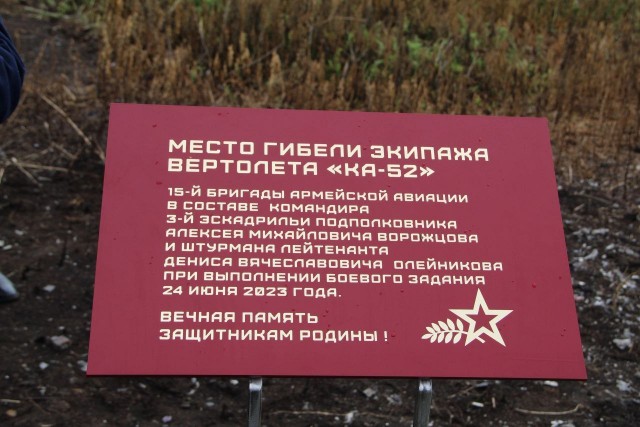 МЕСТО ГИБЕЛИ ЭКИПАЖА
ВЕРТОЛЕТА «КА-52»
15-Й БРИГАДЫ АРМЕЙСКОЙ АВИАЦИИ
В СОСТАВЕ КОМАНДИРА
3-Й ЭСКАДРИЛЬИ ПОДПОЛКОВНИКА
АЛЕКСЕЯ МИХАЙЛОВИЧА ВОРОЖЦОВА
И ШТУРМАНА ЛЕЙТЕНАНТА
ДЕНИСА ВЯЧЕСЛАВОВИЧА ОЛЕЙНИКОВА
ПРИ ВЫПОЛНЕНИИ БОЕВОГО ЗАДАНИЯ
24 ИЮНЯ 2023 ГОДА.
ВЕЧНАЯ ПАМЯТЬ
ЗАЩИТНИКАМ РОДИНЫ !